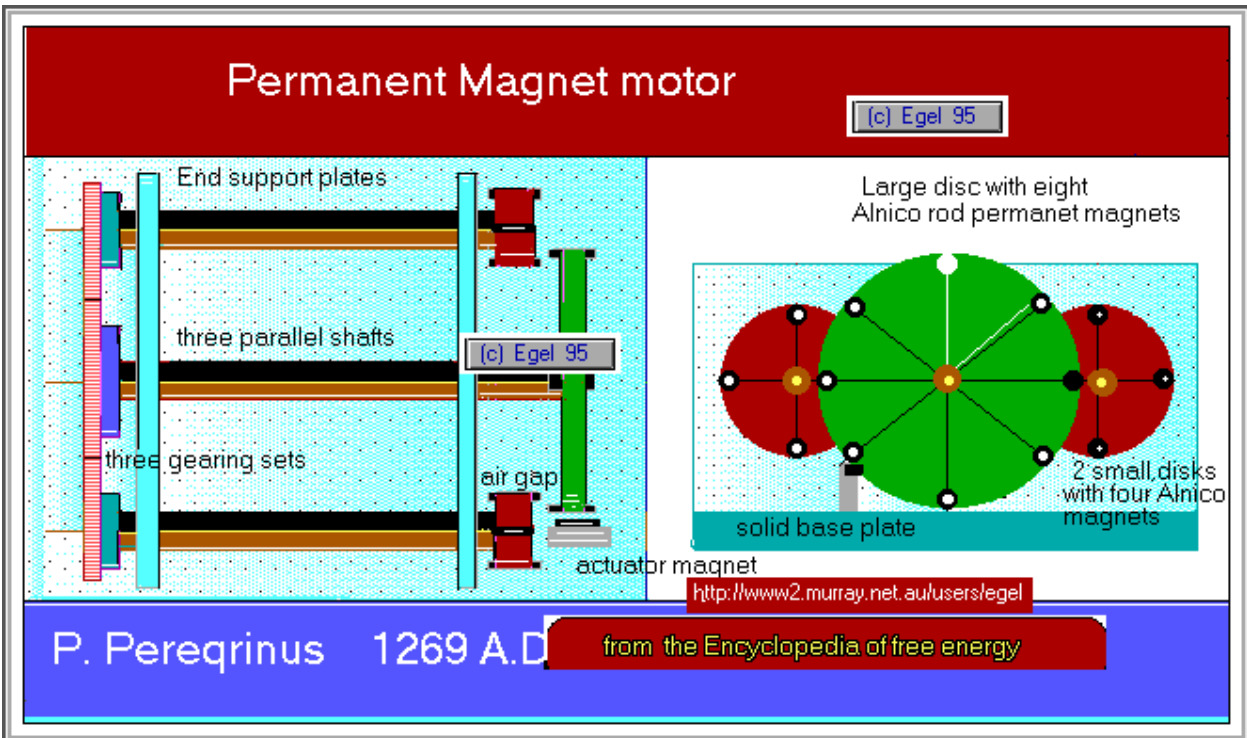 Permanent Magnet motor
(c) Egel 95
End support plates
three parallel shafts
(c) Egel 95
three gearing sets
air gap
actuator magnet
Large disc with eight
Alnico rod permanet magnets
2 small disks
with four Alnico
magnets
solid base plate
http://www2.murray.net.au/users/egel
P. Pereqrinus 1269 A.D
from the Encyclopedia of free energy